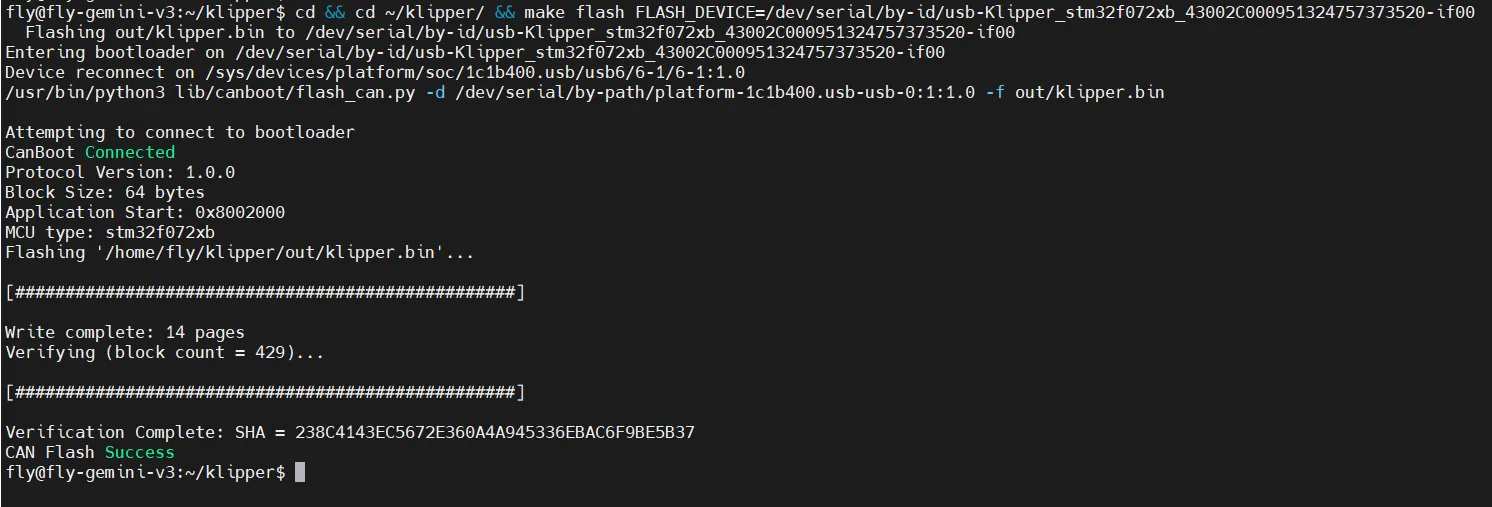 fly@fly-gemini-v3:~/klipper$ cd && cd ~/klipper/ && make flash FLASH_DEVICE=/dev/serial/by-id/usb-Klipper_stm32f072xb_43002C000951324757373520-if00
Flashing out/klipper.bin to /dev/serial/by-id/usb-Klipper_stm32f072xb_43002C000951324757373520-if00
Entering bootloader on /dev/serial/by-id/usb-Klipper_stm32f072xb_43002C000951324757373520-if00
Device reconnect on /sys/devices/platform/soc/1c1b400.usb/usb6/6-1/6-1:1.0
/usr/bin/python3 lib/canboot/flash_can.py -d /dev/serial/by-path/platform-1c1b400.usb-usb-0:1:1.0 -f out/klipper.bin
Attempting to connect to bootloader
CanBoot Connected
Protocol Version: 1.0.0
Block Size: 64 bytes
Application Start: 0x8002000
MCU type: stm32f072xb
Flashing '/home/fly/klipper/out/klipper.bin'...
[##################################################]
Write complete: 14 pages
Verifying (block count = 429)...
[##################################################]
Verification Complete: SHA = 238C4143EC5672E360A4A945336EBAC6F9BE5B37
CAN Flash Success
fly@fly-gemini-v3:~/klipper$